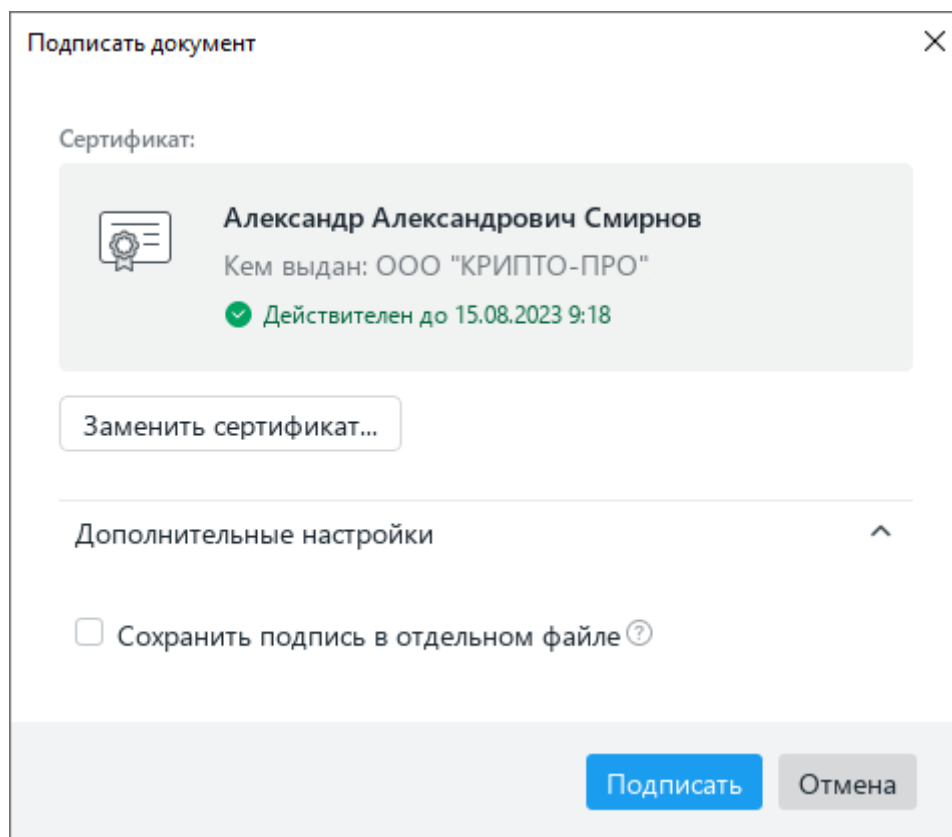 Подписать документ
Сертификат:
Александр Александрович Смирнов
Кем выдан: ООО "КРИПТО-ПРО"
Действителен до 15.08.2023 9:18
Заменить сертификат...
Дополнительные настройки
Сохранить подпись в отдельном файле ?
Подписать Отмена